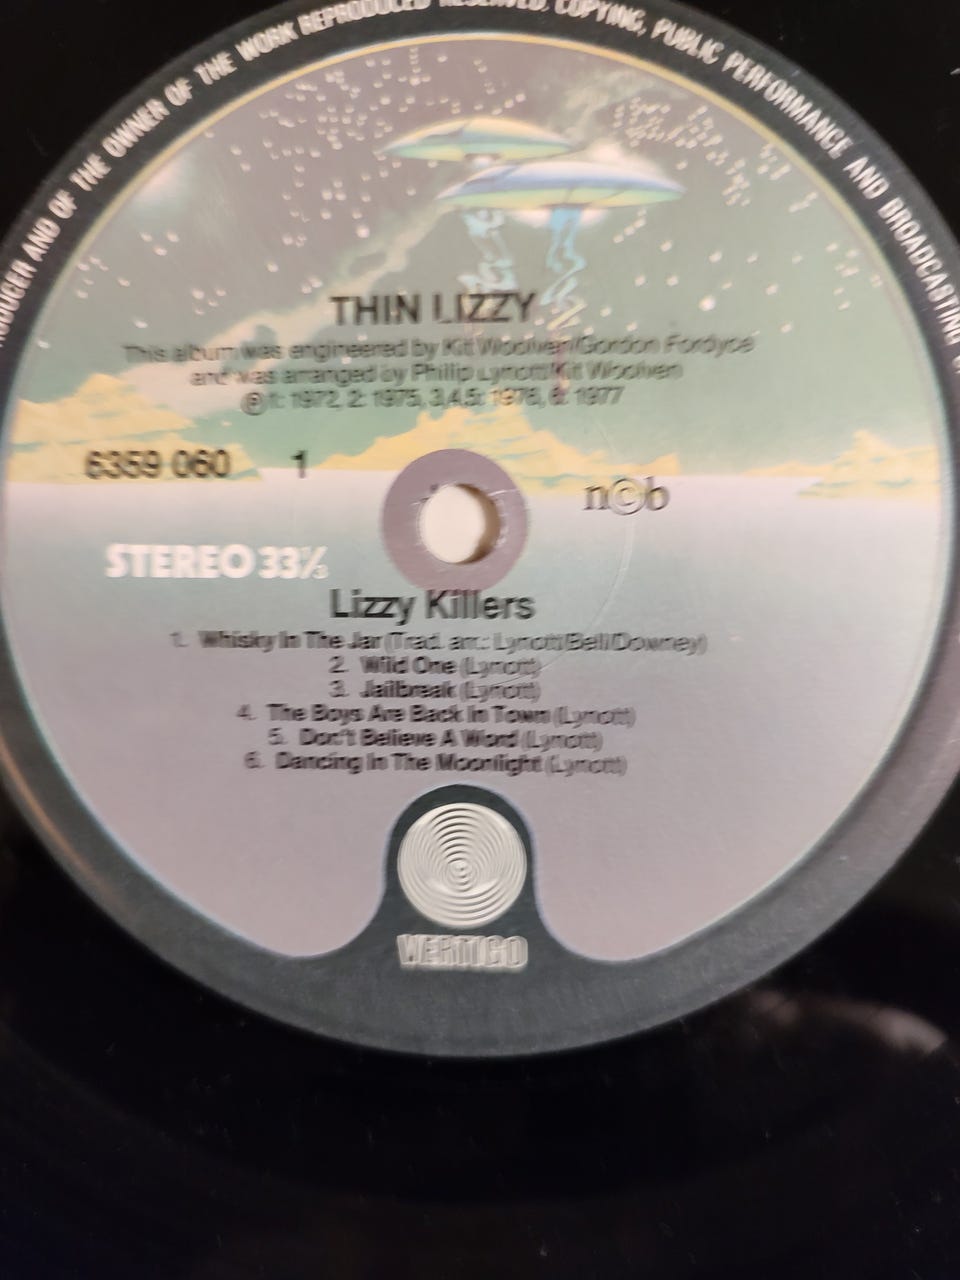 ODUCER AND OF THE OWNER OF THE WORK REPRODUCED RESERVED. COPYING, PUBLIC PERFORMANCE AND BROADCASTING
THIN LIZZY
This album was engineered by Kit Woolven/Gordon Fordyce
and was arranged by Philip Lynott/Kit Woolven
℗ 1: 1972, 2: 1975, 3,4,5: 1976, 6: 1977
6359 060 1
n©b
STEREO 33⅓
Lizzy Killers
1. Whisky In The Jar (Trad. arr.: Lynott/Bell/Downey)
2. Wild One (Lynott)
3. Jailbreak (Lynott)
4. The Boys Are Back In Town (Lynott)
5. Don't Believe A Word (Lynott)
6. Dancing In The Moonlight (Lynott)
VERTIGO